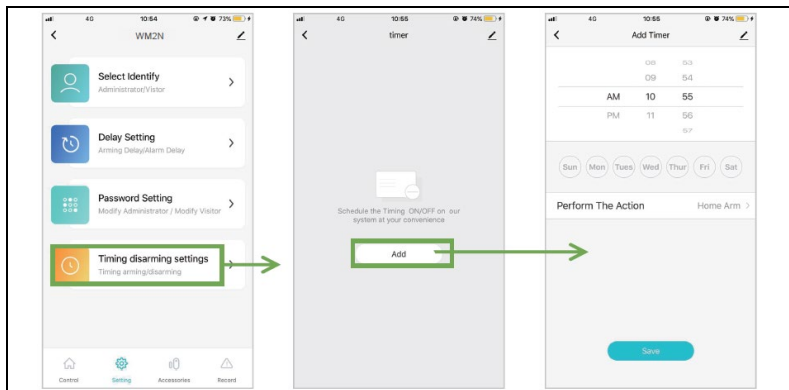 4G 10:54 73%
WM2N
Select Identify
Administrator/Vistor
Delay Setting
Arming Delay/Alarm Delay
Password Setting
Modify Administrator / Modify Visitor
Timing disarming settings
Timing arming/disarming
Control Setting Accessories Record
4G 10:55 74%
timer
Schedule the Timing ON/OFF on our
system at your convenience
Add
4G 10:55 74%
Add Timer
08 53
09 54
AM 10 55
PM 11 56
57
Sun Mon Tues Wed Thur Fri Sat
Perform The Action Home Arm
Save